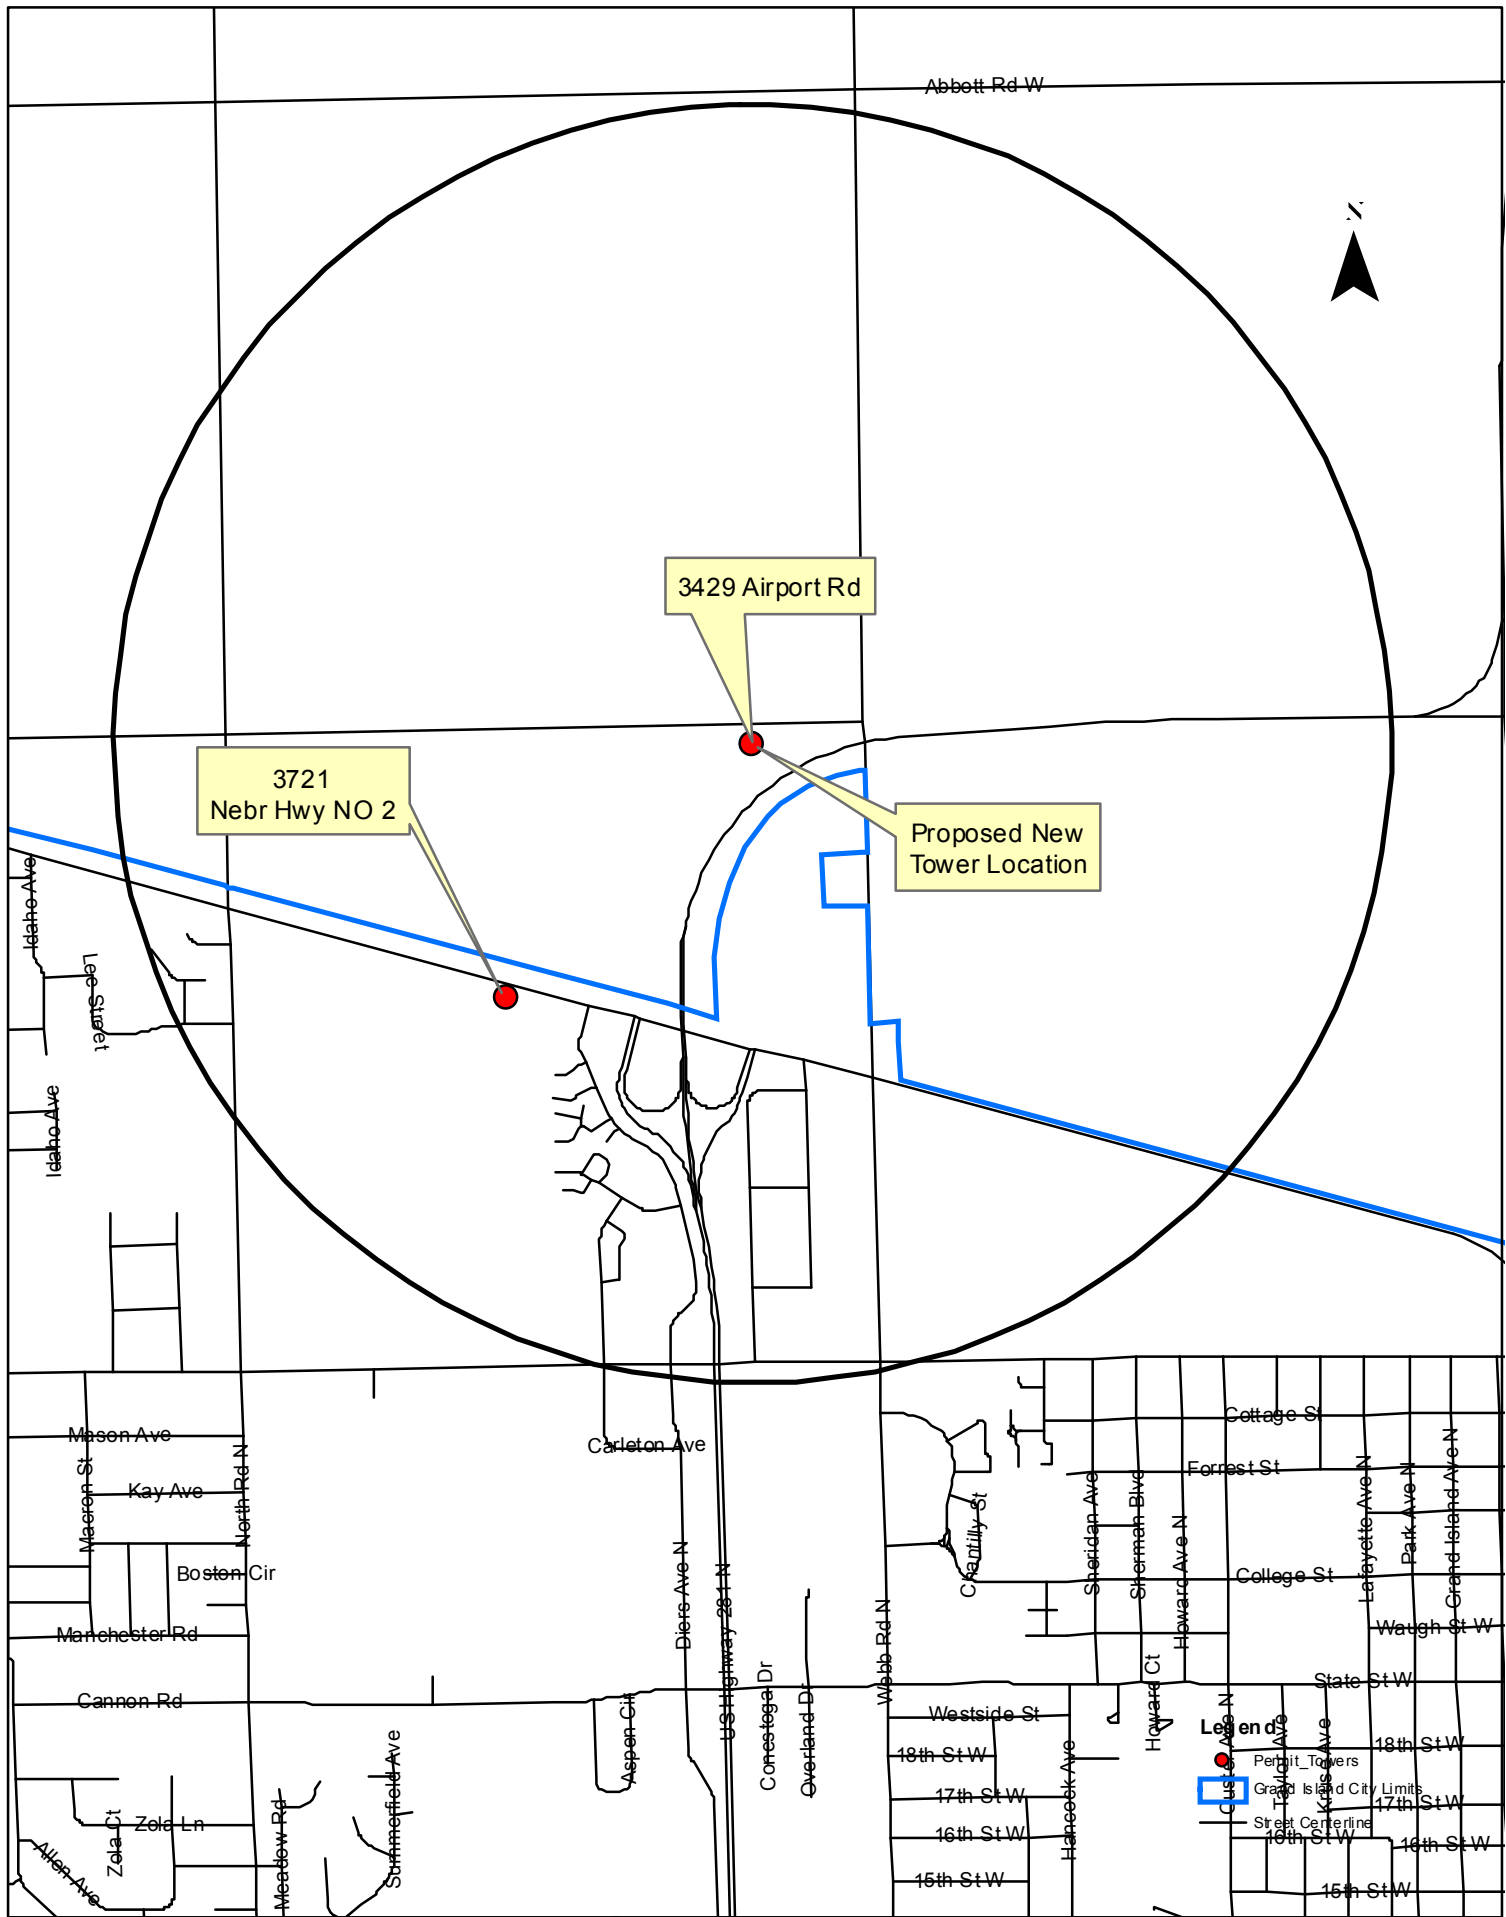 Abbott Rd W
3429 Airport Rd
3721
Nebr Hwy NO 2
Proposed New
Tower Location
Idaho Ave
Lee Street
Idaho Ave
Cottage St
Mason Ave
Carleton Ave
Forrest St
Macron St
Kay Ave
North Rd N
Chantilly St
Sheridan Ave
Sherman Blvd
Howard Ave N
Lafayette Ave N
Park Ave N
Grand Island Ave N
Boston Cir
College St
Diers Ave N
US Highway 281 N
Webb Rd N
Manchester Rd
Waugh St W
Cannon Rd
State St W
Aspen Cir
Conestoga Dr
Overland Dr
Westside St
Howard Ct
Custer Ave N
Taylor Ave
Kruse Ave
Legend
Permit_Towers
Grand Island City Limits
Street Centerline
18th St W
18th St W
17th St W
17th St W
16th St W
16th St W
16th St W
15th St W
15th St W
Hancock Ave
Summerfield Ave
Meadow Rd
Zola Ct
Zola Ln
Allen Ave